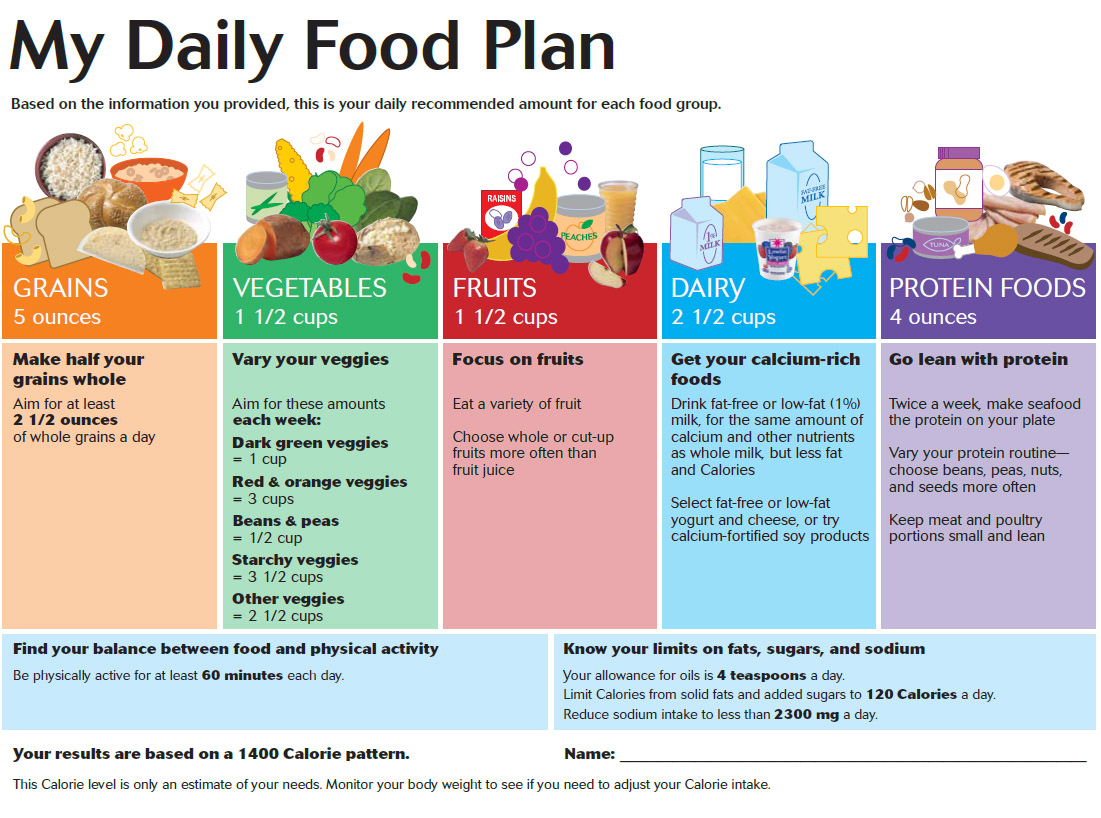 My Daily Food Plan
Based on the information you provided, this is your daily recommended amount for each food group.
RAISINS
PEACHES
FAT-FREE
MILK
1%
MILK
TUNA
GRAINS
5 ounces
VEGETABLES
1 1/2 cups
FRUITS
1 1/2 cups
DAIRY
2 1/2 cups
PROTEIN FOODS
4 ounces
Make half your
grains whole
Aim for at least
2 1/2 ounces
of whole grains a day
Vary your veggies
Aim for these amounts
each week:
Dark green veggies
= 1 cup
Red & orange veggies
= 3 cups
Beans & peas
= 1/2 cup
Starchy veggies
= 3 1/2 cups
Other veggies
= 2 1/2 cups
Focus on fruits
Eat a variety of fruit
Choose whole or cut-up
fruits more often than
fruit juice
Get your calcium-rich
foods
Drink fat-free or low-fat (1%)
milk, for the same amount of
calcium and other nutrients
as whole milk, but less fat
and Calories
Select fat-free or low-fat
yogurt and cheese, or try
calcium-fortified soy products
Go lean with protein
Twice a week, make seafood
the protein on your plate
Vary your protein routine—
choose beans, peas, nuts,
and seeds more often
Keep meat and poultry
portions small and lean
Find your balance between food and physical activity
Be physically active for at least 60 minutes each day.
Know your limits on fats, sugars, and sodium
Your allowance for oils is 4 teaspoons a day.
Limit Calories from solid fats and added sugars to 120 Calories a day.
Reduce sodium intake to less than 2300 mg a day.
Your results are based on a 1400 Calorie pattern.
Name:
This Calorie level is only an estimate of your needs. Monitor your body weight to see if you need to adjust your Calorie intake.